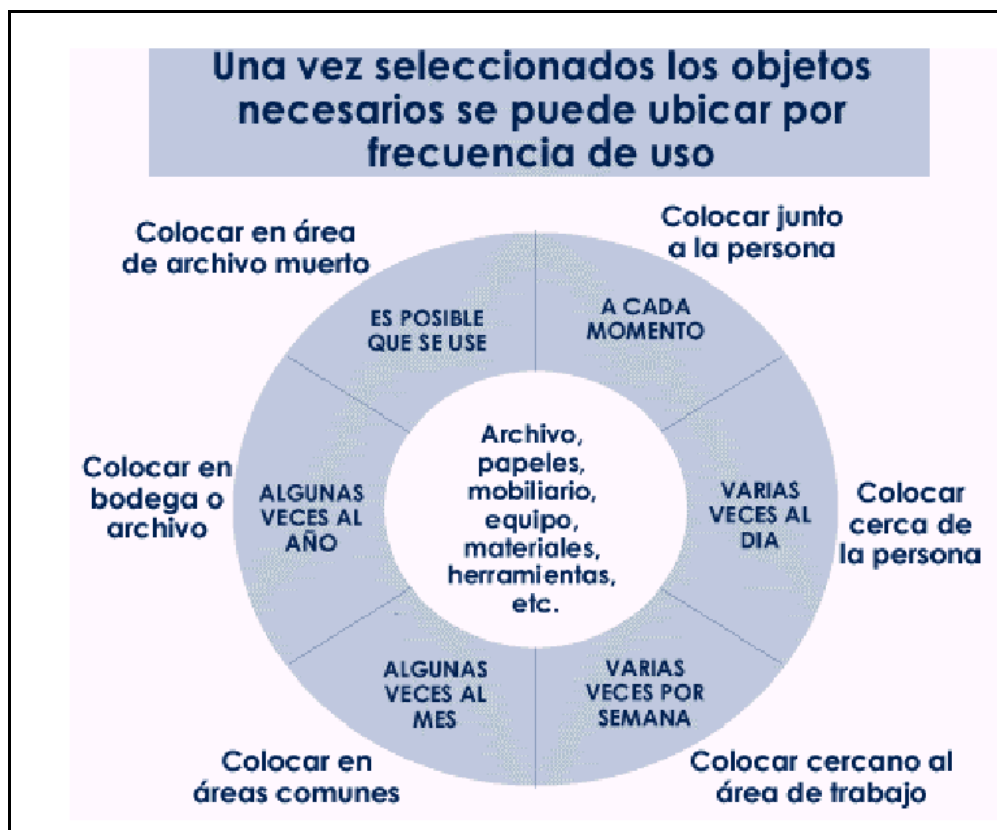 Una vez seleccionados los objetos
necesarios se puede ubicar por
frecuencia de uso
Colocar en área
de archivo muerto
Colocar junto
a la persona
ES POSIBLE
QUE SE USE
A CADA
MOMENTO
Colocar en
bodega o
archivo
ALGUNAS
VECES AL
AÑO
Archivo,
papeles,
mobiliario,
equipo,
materiales,
herramientas,
etc.
VARIAS
VECES AL
DIA
Colocar
cerca de
la persona
ALGUNAS
VECES AL
MES
VARIAS
VECES POR
SEMANA
Colocar en
áreas comunes
Colocar cercano al
área de trabajo